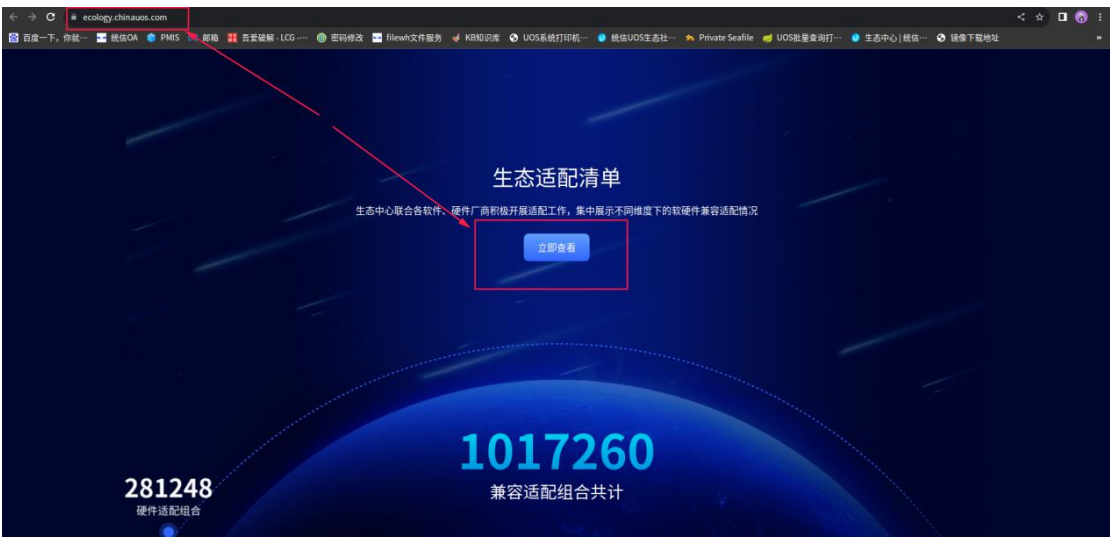 ecology.chinauos.com
百度一下，你就… 统信OA PMIS 邮箱 吾爱破解 - LCG -… 密码修改 filewh文件服务 KB知识库 UOS系统打印机… 统信UOS生态社… Private Seafile UOS批量查询打… 生态中心 | 统信… 镜像下载地址 »
生态适配清单
生态中心联合各软件、硬件厂商积极开展适配工作，集中展示不同维度下的软硬件兼容适配情况
立即查看
1017260
兼容适配组合共计
281248
硬件适配组合